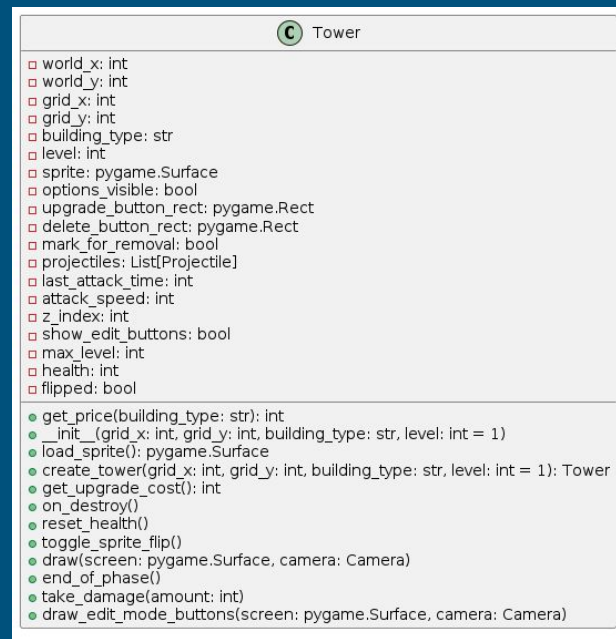 C Tower
world_x: int
world_y: int
grid_x: int
grid_y: int
building_type: str
level: int
sprite: pygame.Surface
options_visible: bool
upgrade_button_rect: pygame.Rect
delete_button_rect: pygame.Rect
mark_for_removal: bool
projectiles: List[Projectile]
last_attack_time: int
attack_speed: int
z_index: int
show_edit_buttons: bool
max_level: int
health: int
flipped: bool
get_price(building_type: str): int
__init__(grid_x: int, grid_y: int, building_type: str, level: int = 1)
load_sprite(): pygame.Surface
create_tower(grid_x: int, grid_y: int, building_type: str, level: int = 1): Tower
get_upgrade_cost(): int
on_destroy()
reset_health()
toggle_sprite_flip()
draw(screen: pygame.Surface, camera: Camera)
end_of_phase()
take_damage(amount: int)
draw_edit_mode_buttons(screen: pygame.Surface, camera: Camera)